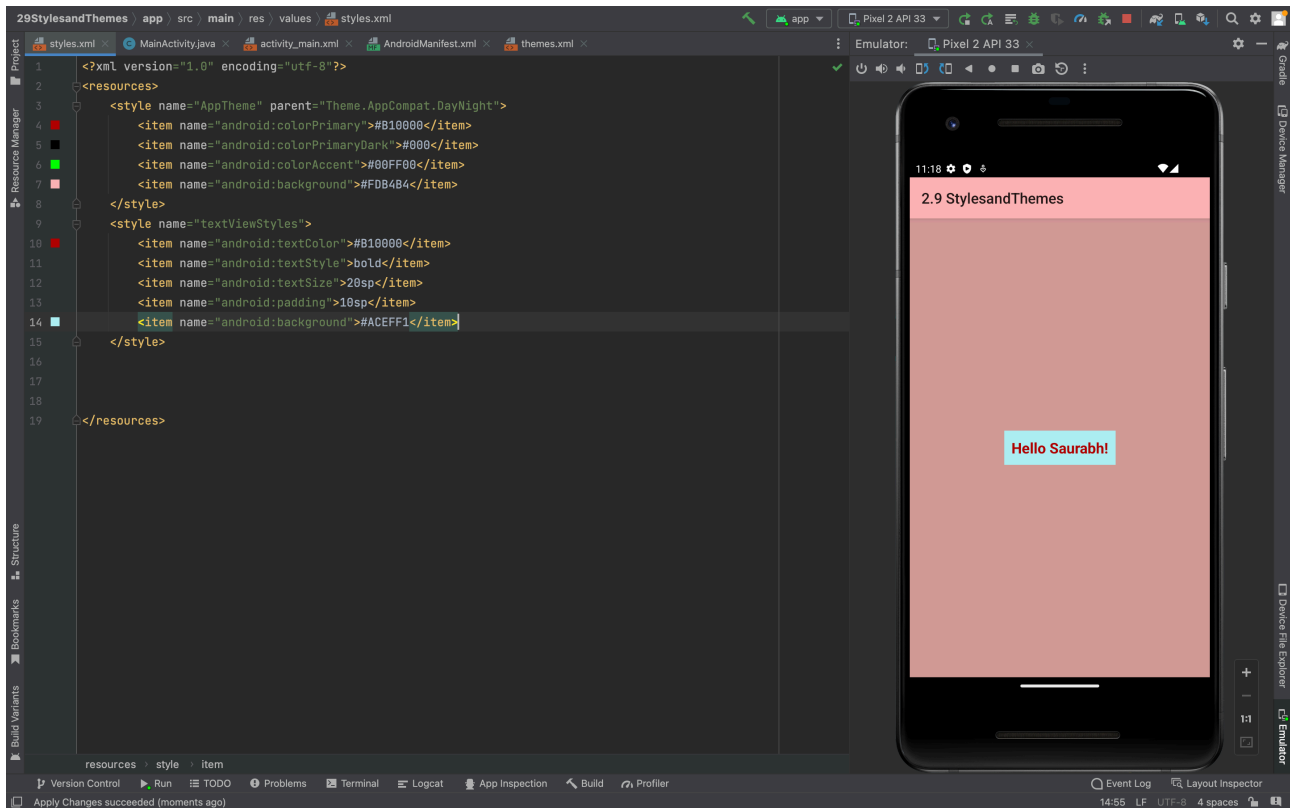 29StylesandThemes app src main res values styles.xml
app
Pixel 2 API 33
styles.xml
MainActivity.java
activity_main.xml
AndroidManifest.xml
themes.xml
Emulator: Pixel 2 API 33
Project
Resource Manager
Structure
Bookmarks
Build Variants
1 <?xml version="1.0" encoding="utf-8"?>
2 <resources>
3 <style name="AppTheme" parent="Theme.AppCompat.DayNight">
4 <item name="android:colorPrimary">#B10000</item>
5 <item name="android:colorPrimaryDark">#000</item>
6 <item name="android:colorAccent">#00FF00</item>
7 <item name="android:background">#FDB4B4</item>
8 </style>
9 <style name="textViewStyles">
10 <item name="android:textColor">#B10000</item>
11 <item name="android:textStyle">bold</item>
12 <item name="android:textSize">20sp</item>
13 <item name="android:padding">10sp</item>
14 <item name="android:background">#ACEFF1</item>
15 </style>
16
17
18
19 </resources>
11:18
2.9 StylesandThemes
Hello Saurabh!
1:1
Gradle
Device Manager
Device File Explorer
Emulator
resources style item
Version Control Run TODO Problems Terminal Logcat App Inspection Build Profiler Event Log Layout Inspector
Apply Changes succeeded (moments ago) 14:55 LF UTF-8 4 spaces